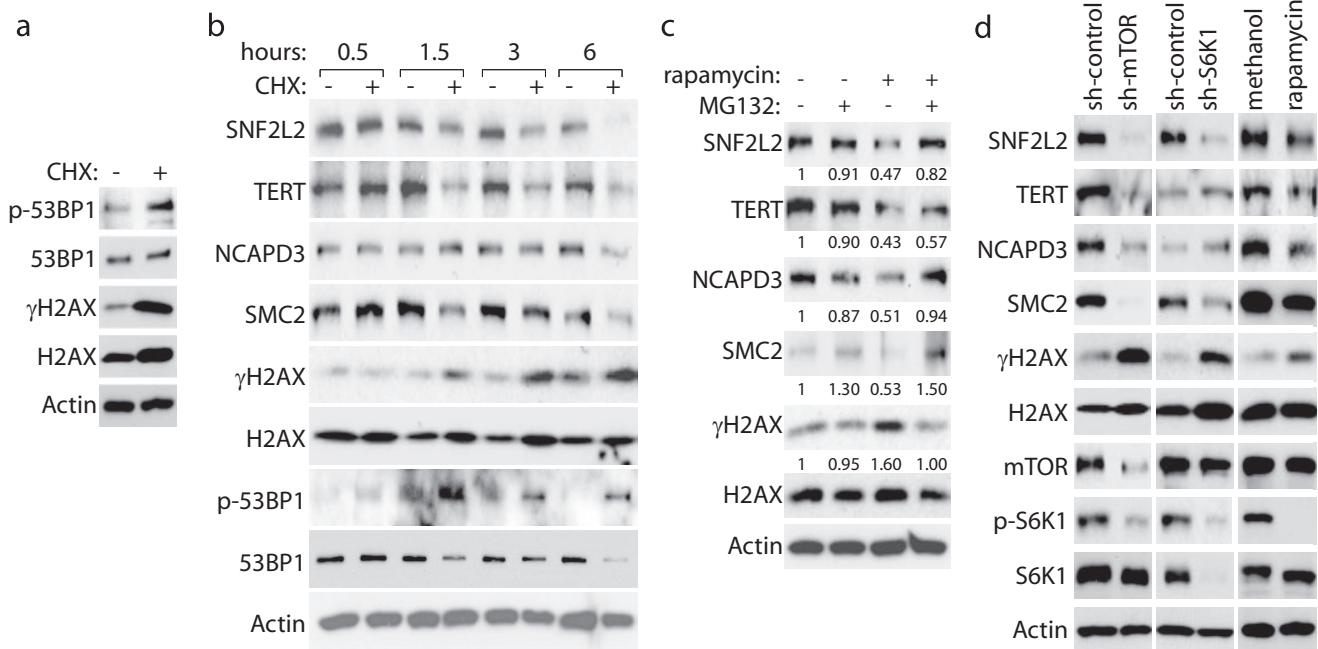 a
CHX: - +
p-53BP1
53BP1
γH2AX
H2AX
Actin
b
hours: 0.5 1.5 3 6
CHX: - + - + - + - +
SNF2L2
TERT
NCAPD3
SMC2
γH2AX
H2AX
p-53BP1
53BP1
Actin
c
rapamycin: - - + +
MG132: - + - +
SNF2L2
1 0.91 0.47 0.82
TERT
1 0.90 0.43 0.57
NCAPD3
1 0.87 0.51 0.94
SMC2
1 1.30 0.53 1.50
γH2AX
1 0.95 1.60 1.00
H2AX
Actin
d
sh-control
sh-mTOR
sh-control
sh-S6K1
methanol
rapamycin
SNF2L2
TERT
NCAPD3
SMC2
γH2AX
H2AX
mTOR
p-S6K1
S6K1
Actin